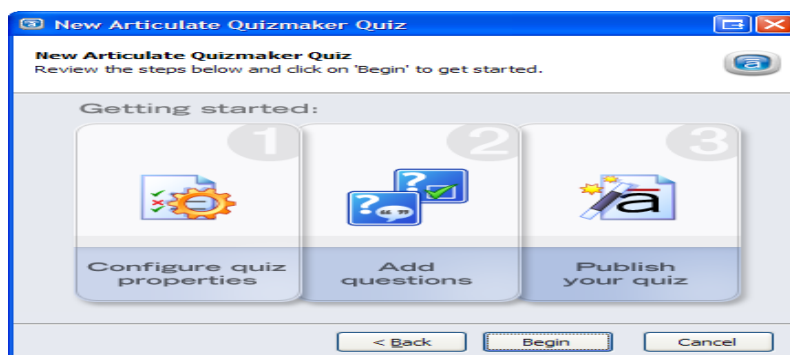 New Articulate Quizmaker Quiz
New Articulate Quizmaker Quiz
Review the steps below and click on 'Begin' to get started.
Getting started:
1 2 3
Configure quiz properties
Add questions
Publish your quiz
< Back Begin Cancel